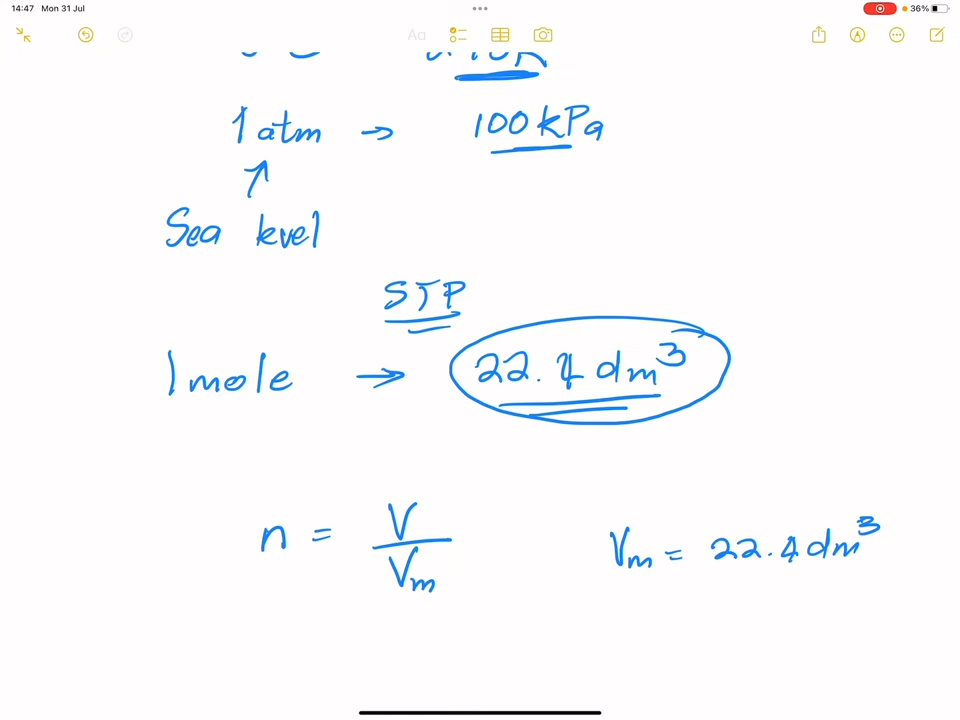 14:47 Mon 31 Jul
36%
Aa
1 atm → 100 kPa
↑
Sea level
STP
1 mole → 22.4 dm³
n = V / Vm
Vm = 22.4 dm³